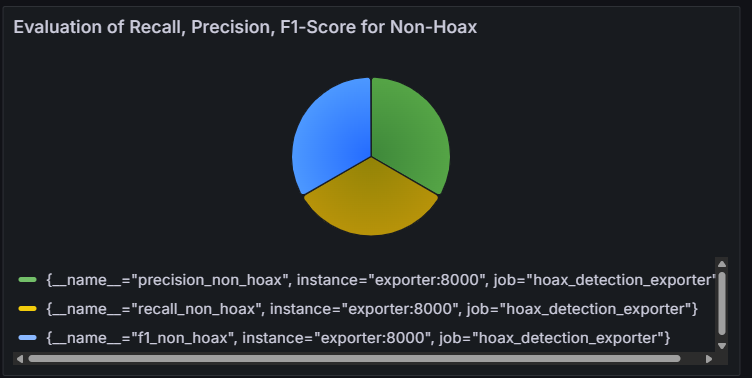 Evaluation of Recall, Precision, F1-Score for Non-Hoax
{__name__="precision_non_hoax", instance="exporter:8000", job="hoax_detection_exporter"
{__name__="recall_non_hoax", instance="exporter:8000", job="hoax_detection_exporter"}
{__name__="f1_non_hoax", instance="exporter:8000", job="hoax_detection_exporter"}